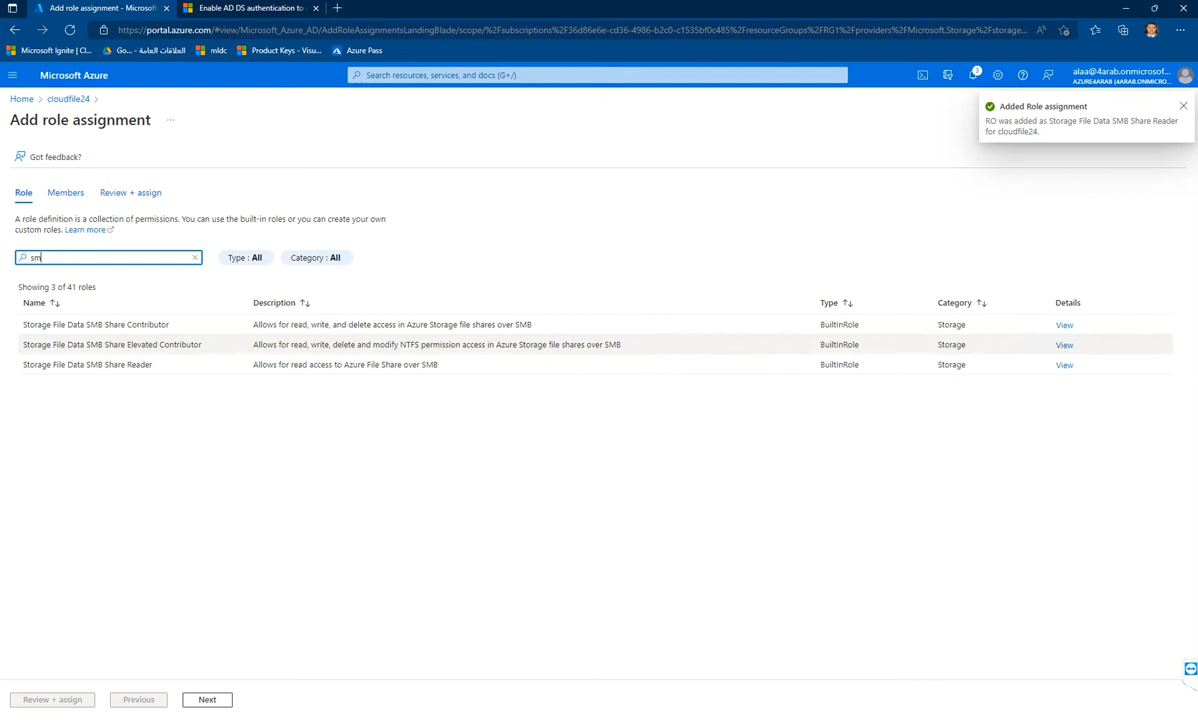 Add role assignment - Microsoft
Enable AD DS authentication to
https://portal.azure.com/#view/Microsoft_Azure_AD/AddRoleAssignmentsLandingBlade/scope/%2Fsubscriptions%2F36d86e6e-cd36-4986-b2c0-c1535bf0c485%2FresourceGroups%2FRG1%2Fproviders%2FMicrosoft.Storage%2Fstorage...
Microsoft Ignite | Cl...
Go... - العلاقات العامة
mldc
Product Keys - Visu...
Azure Pass
Microsoft Azure
Search resources, services, and docs (G+/)
3
alaa@4arab.onmicrosof...
AZURE4ARAB (4ARAB.ONMICRO...
Home > cloudfile24 >
Add role assignment ...
Added Role assignment
RO was added as Storage File Data SMB Share Reader
for cloudfile24.
Got feedback?
Role Members Review + assign
A role definition is a collection of permissions. You can use the built-in roles or you can create your own
custom roles. Learn more
sm
Type : All
Category : All
Showing 3 of 41 roles
Name Description Type Category Details
Storage File Data SMB Share Contributor Allows for read, write, and delete access in Azure Storage file shares over SMB BuiltInRole Storage View
Storage File Data SMB Share Elevated Contributor Allows for read, write, delete and modify NTFS permission access in Azure Storage file shares over SMB BuiltInRole Storage View
Storage File Data SMB Share Reader Allows for read access to Azure File Share over SMB BuiltInRole Storage View
Review + assign Previous Next